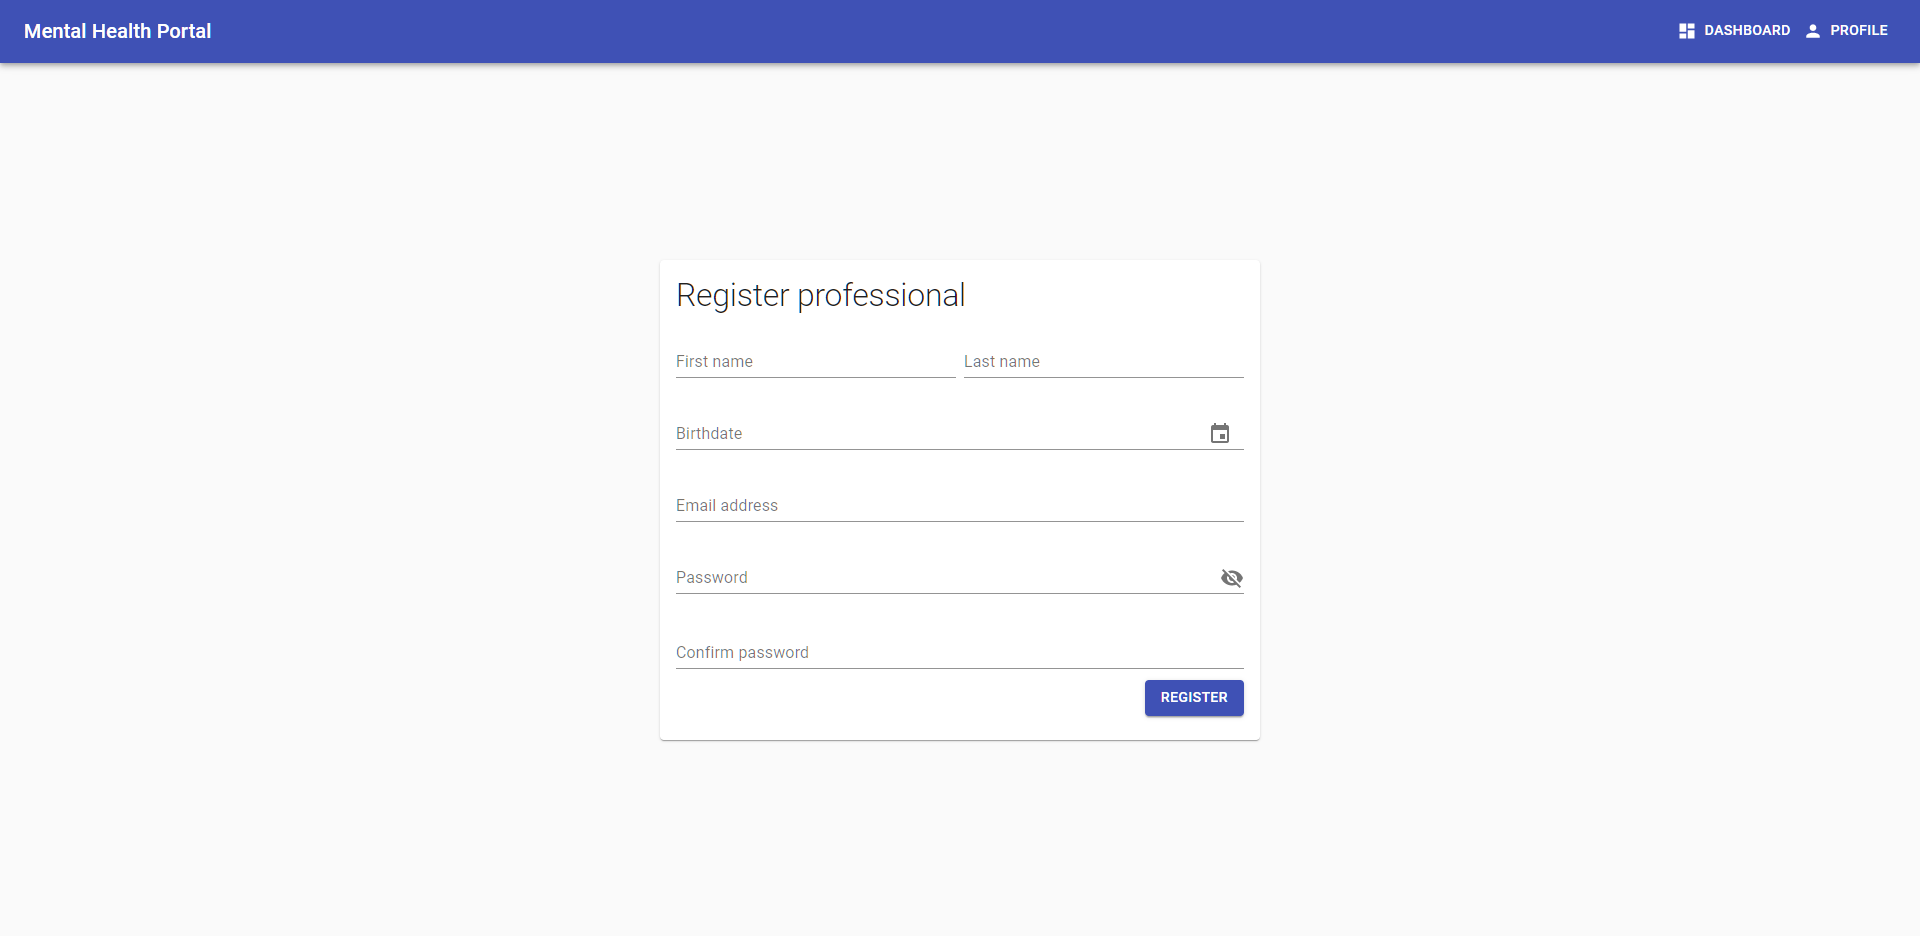 Mental Health Portal
DASHBOARD
PROFILE
Register professional
First name
Last name
Birthdate
Email address
Password
Confirm password
REGISTER